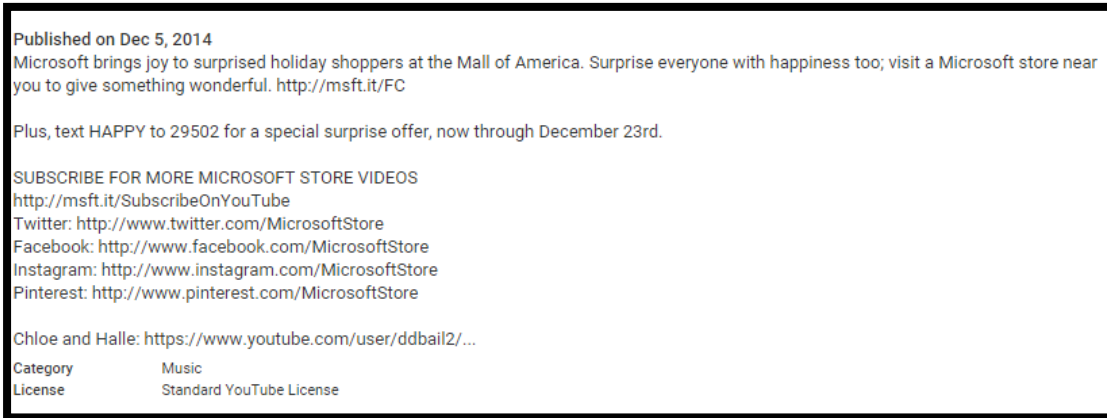 Published on Dec 5, 2014
Microsoft brings joy to surprised holiday shoppers at the Mall of America. Surprise everyone with happiness too; visit a Microsoft store near
you to give something wonderful. http://msft.it/FC
Plus, text HAPPY to 29502 for a special surprise offer, now through December 23rd.
SUBSCRIBE FOR MORE MICROSOFT STORE VIDEOS
http://msft.it/SubscribeOnYouTube
Twitter: http://www.twitter.com/MicrosoftStore
Facebook: http://www.facebook.com/MicrosoftStore
Instagram: http://www.instagram.com/MicrosoftStore
Pinterest: http://www.pinterest.com/MicrosoftStore
Chloe and Halle: https://www.youtube.com/user/ddbail2/...
Category Music
License Standard YouTube License